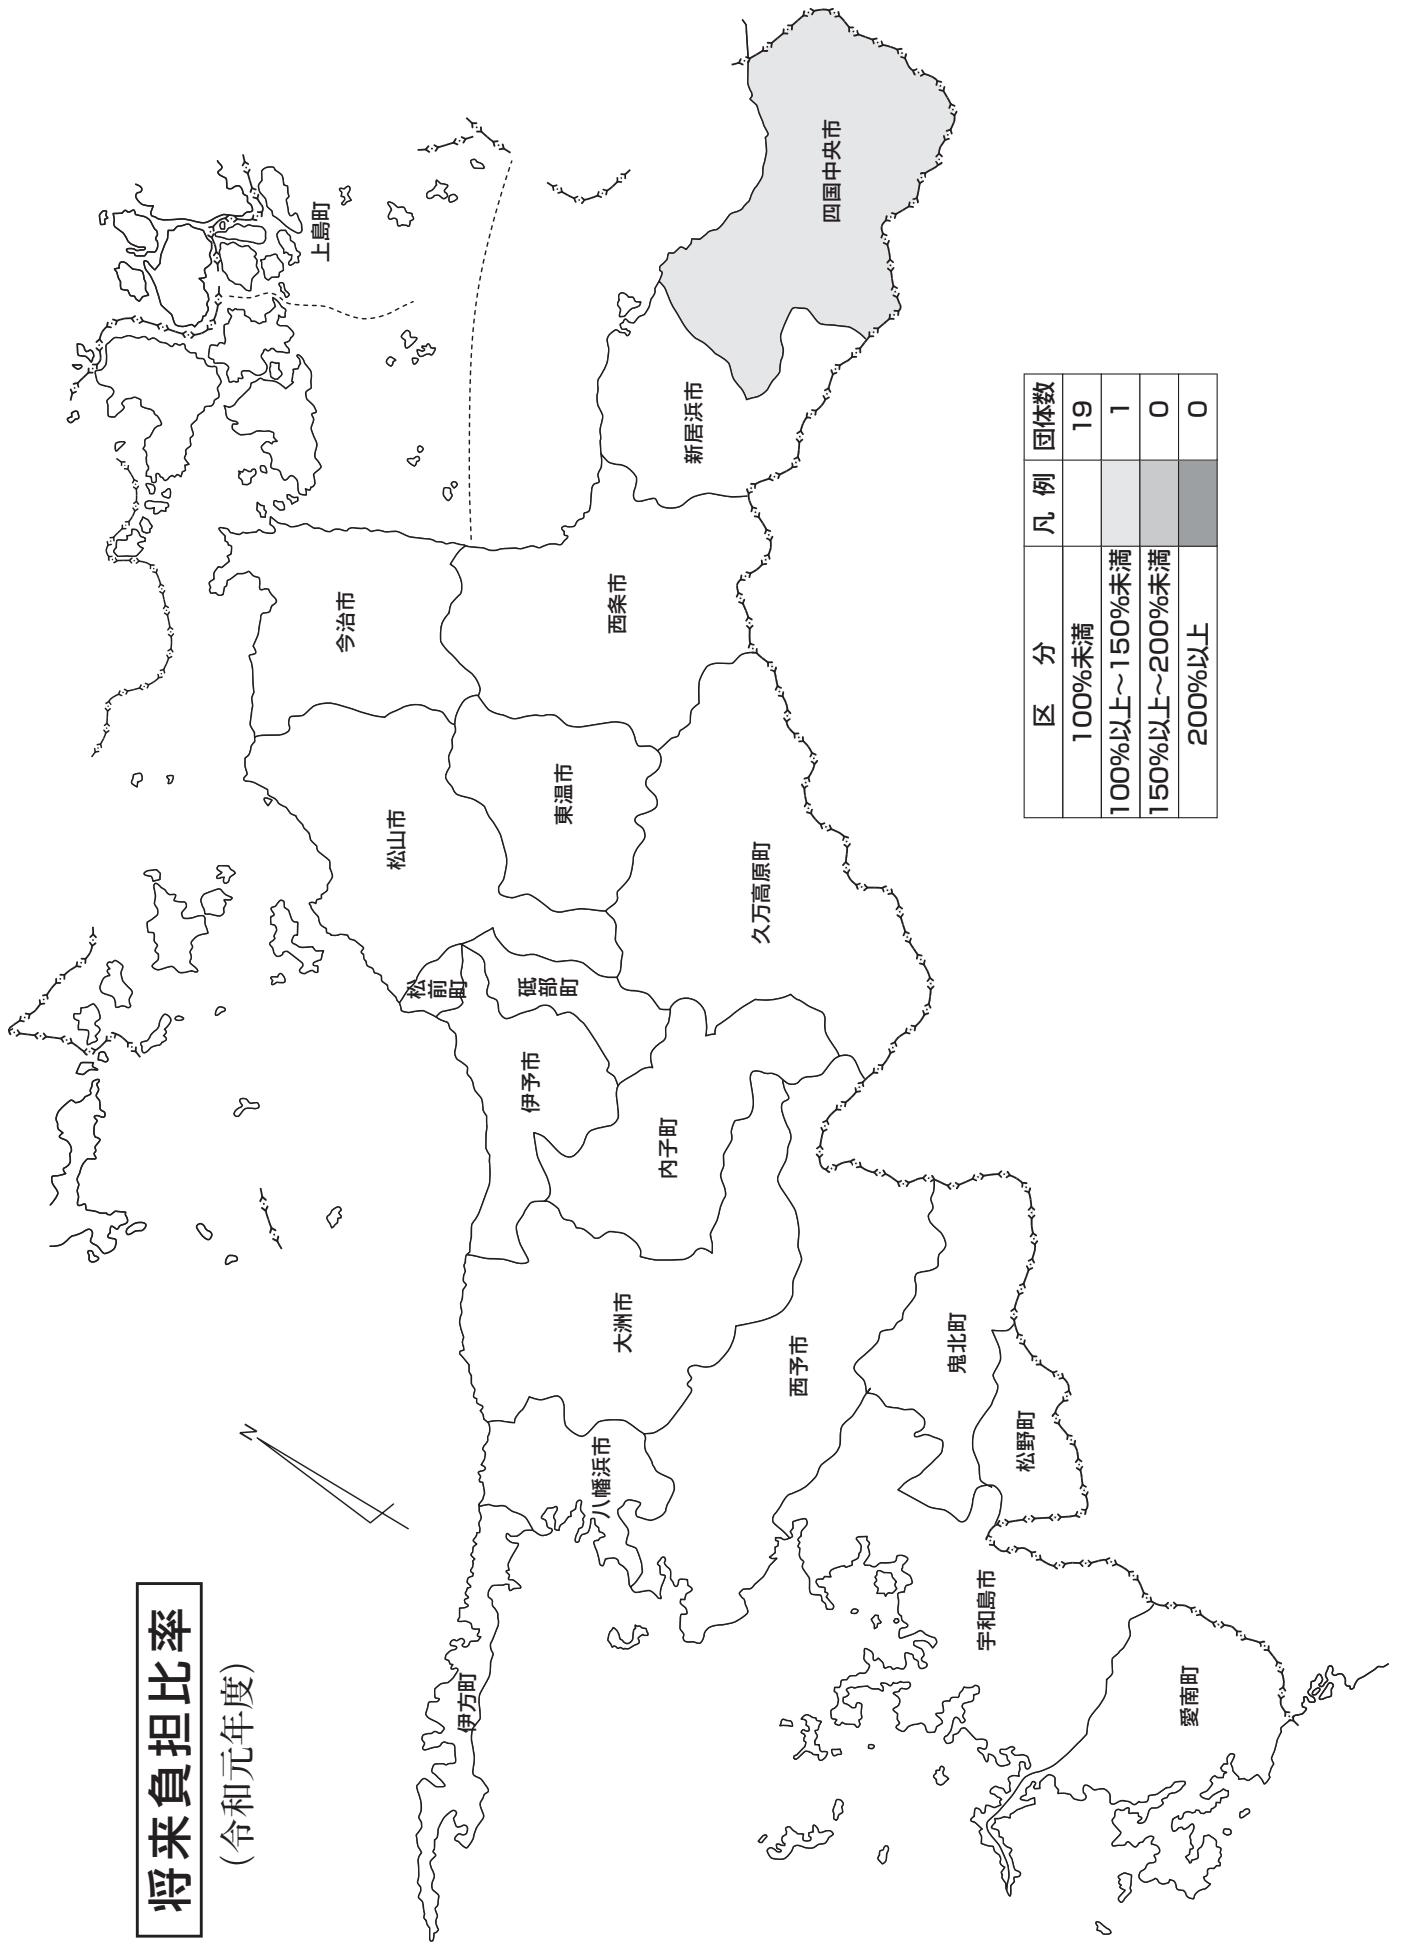 将来負担比率
(令和元年度)
N
上島町
今治市
松山市
松前町
砥部町
伊予市
東温市
西条市
新居浜市
四国中央市
久万高原町
内子町
大洲市
八幡浜市
伊方町
西予市
鬼北町
松野町
宇和島市
愛南町
区 分 凡 例 団体数
100%未満 19
100%以上～150%未満 1
150%以上～200%未満 0
200%以上 0